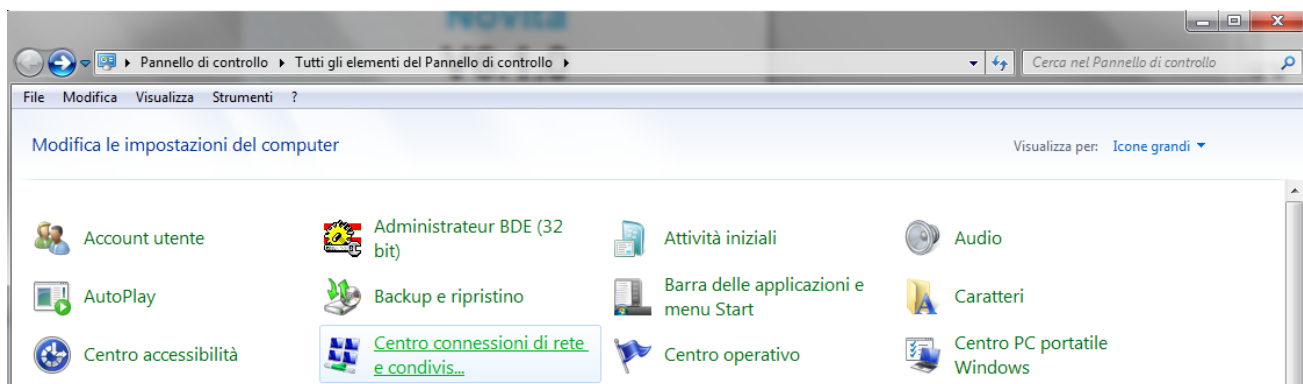 Novità
Pannello di controllo Tutti gli elementi del Pannello di controllo Cerca nel Pannello di controllo
File Modifica Visualizza Strumenti ?
Modifica le impostazioni del computer Visualizza per: Icone grandi
Account utente
Administrateur BDE (32
bit)
Attività iniziali
Audio
AutoPlay
Backup e ripristino
Barra delle applicazioni e
menu Start
Caratteri
Centro accessibilità
Centro connessioni di rete
e condivis...
Centro operativo
Centro PC portatile
Windows